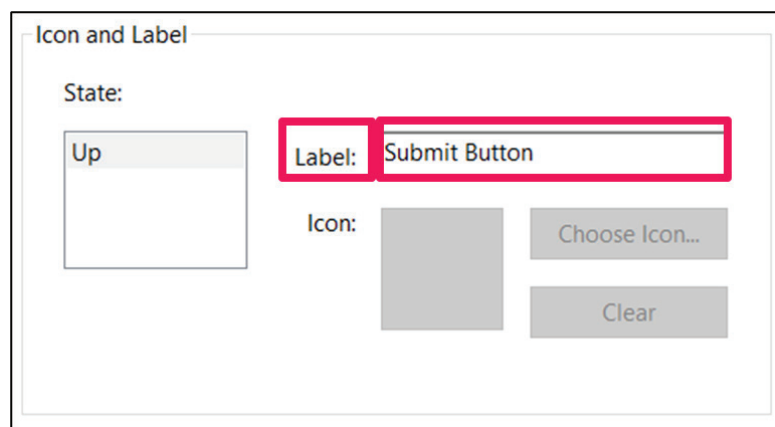 Icon and Label
State:
Up
Label: Submit Button
Icon:
Choose Icon...
Clear